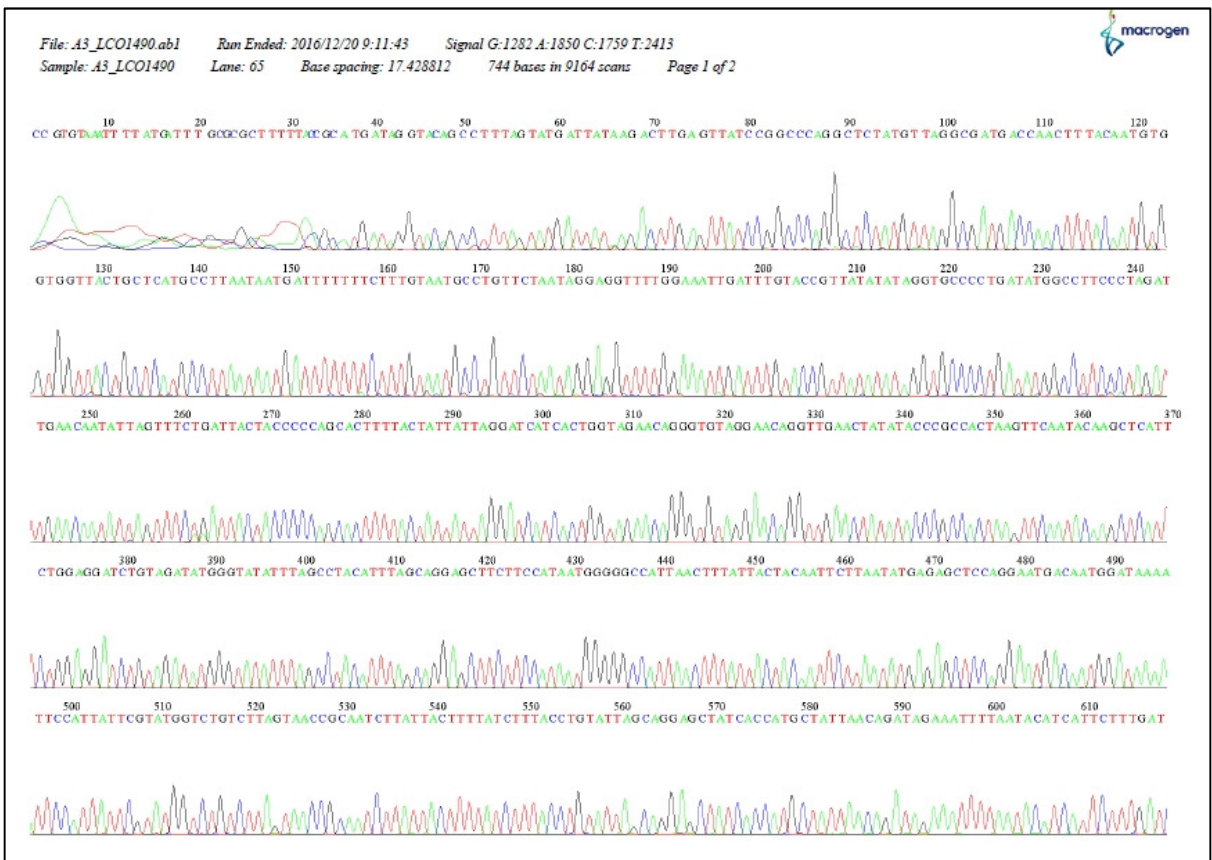 macrogen
File: A3_LCO1490.ab1 Run Ended: 2016/12/20 9:11:43 Signal G:1282 A:1850 C:1759 T:2413
Sample: A3_LCO1490 Lane: 65 Base spacing: 17.428812 744 bases in 9164 scans Page 1 of 2
10 20 30 40 50 60 70 80 90 100 110 120
CC GTGTAAATT TT ATGATTT GCGCGCTTTTTACCGCATGATAGGTACAGCCTTTAGTATGATTATAAGACTTGAGTTATCCGGCCCAGGCTCTATGTTAGGCGATGACCAACTTTACAATGTG
130 140 150 160 170 180 190 200 210 220 230 240
GTGGTTACTGCTCATGCCTTAATAATGATTTTTTTCTTTGTAATGCCTGTTCTAATAGGAGGTTTTGGAAATTGATTTGTACCGTTATATATAGGTGCCCCTGATATGGCCTTCCCTAGAT
250 260 270 280 290 300 310 320 330 340 350 360 370
TGAACAATATTAGTTTCTGATTACTACCCCCAGCACTTTTACTATTATTAGGATCATCACTGGTAGAACAGGGTGTAGGAACAGGTTGAACTATATACCCGCCACTAAGTTCAATACAAGCTCATT
380 390 400 410 420 430 440 450 460 470 480 490
CTGGAGGATCTGTAGATATGGGTATATTTAGCCTACATTTAGCAGGAGCTTCTTCCATAATGGGGGCCATTAACTTTATTACTACAATTCTTAATATGAGAGCTCCAGGAATGACAATGGATAAAA
500 510 520 530 540 550 560 570 580 590 600 610
TTCCATTATTCGTATGGTCTGTCTTAGTAACCGCAATCTTATTACTTTTATCTTTACCTGTATTAGCAGGAGCTATCACCATGCTATTAACAGATAGAAATTTTAATACATCATTCTTTGAT